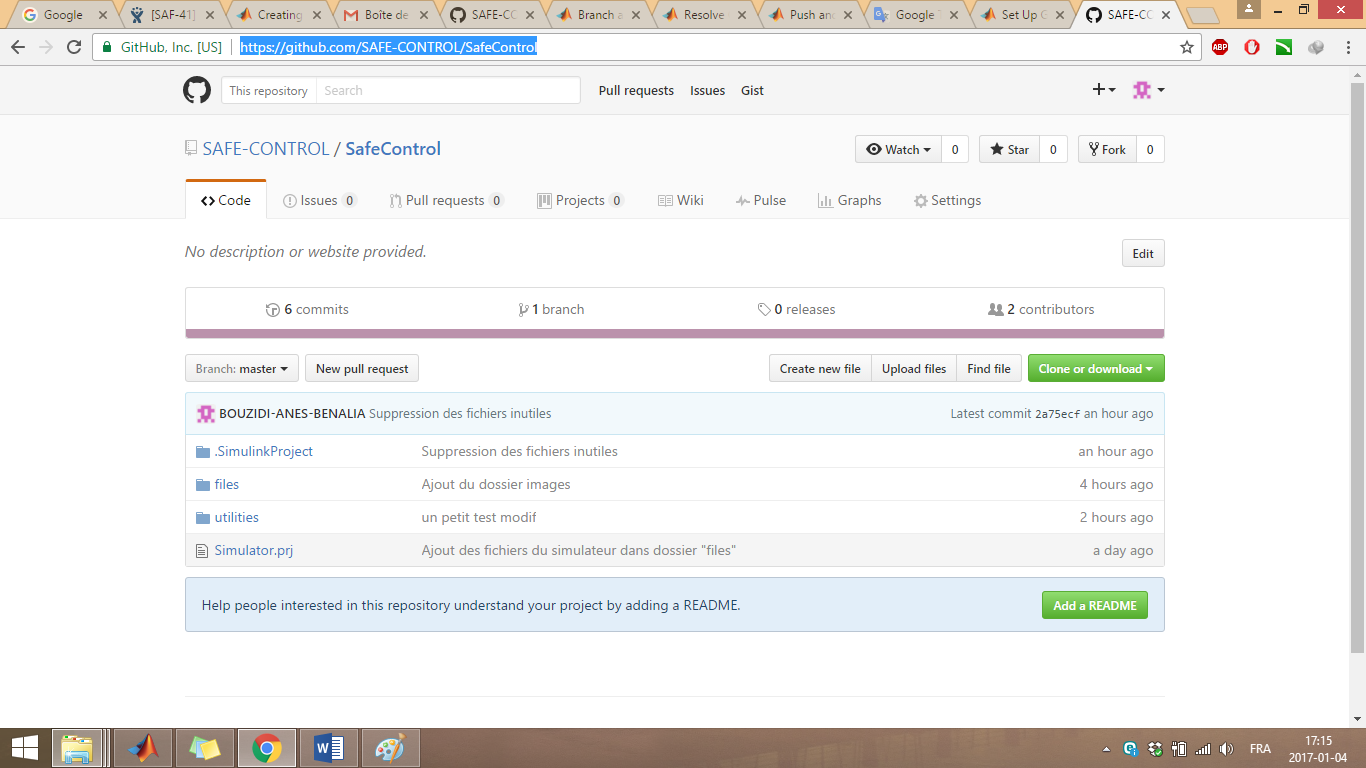 Google [SAF-41] Creating Boîte de SAFE-CO Branch a Resolve Push and Google T Set Up G SAFE-CO
GitHub, Inc. [US] https://github.com/SAFE-CONTROL/SafeControl ABP
This repository Search Pull requests Issues Gist
SAFE-CONTROL / SafeControl Watch 0 Star 0 Fork 0
Code Issues 0 Pull requests 0 Projects 0 Wiki Pulse Graphs Settings
No description or website provided. Edit
6 commits 1 branch 0 releases 2 contributors
Branch: master New pull request Create new file Upload files Find file Clone or download
BOUZIDI-ANES-BENALIA Suppression des fichiers inutiles Latest commit 2a75ecf an hour ago
.SimulinkProject Suppression des fichiers inutiles an hour ago
files Ajout du dossier images 4 hours ago
utilities un petit test modif 2 hours ago
Simulator.prj Ajout des fichiers du simulateur dans dossier "files" a day ago
Help people interested in this repository understand your project by adding a README. Add a README
FRA 17:15
2017-01-04